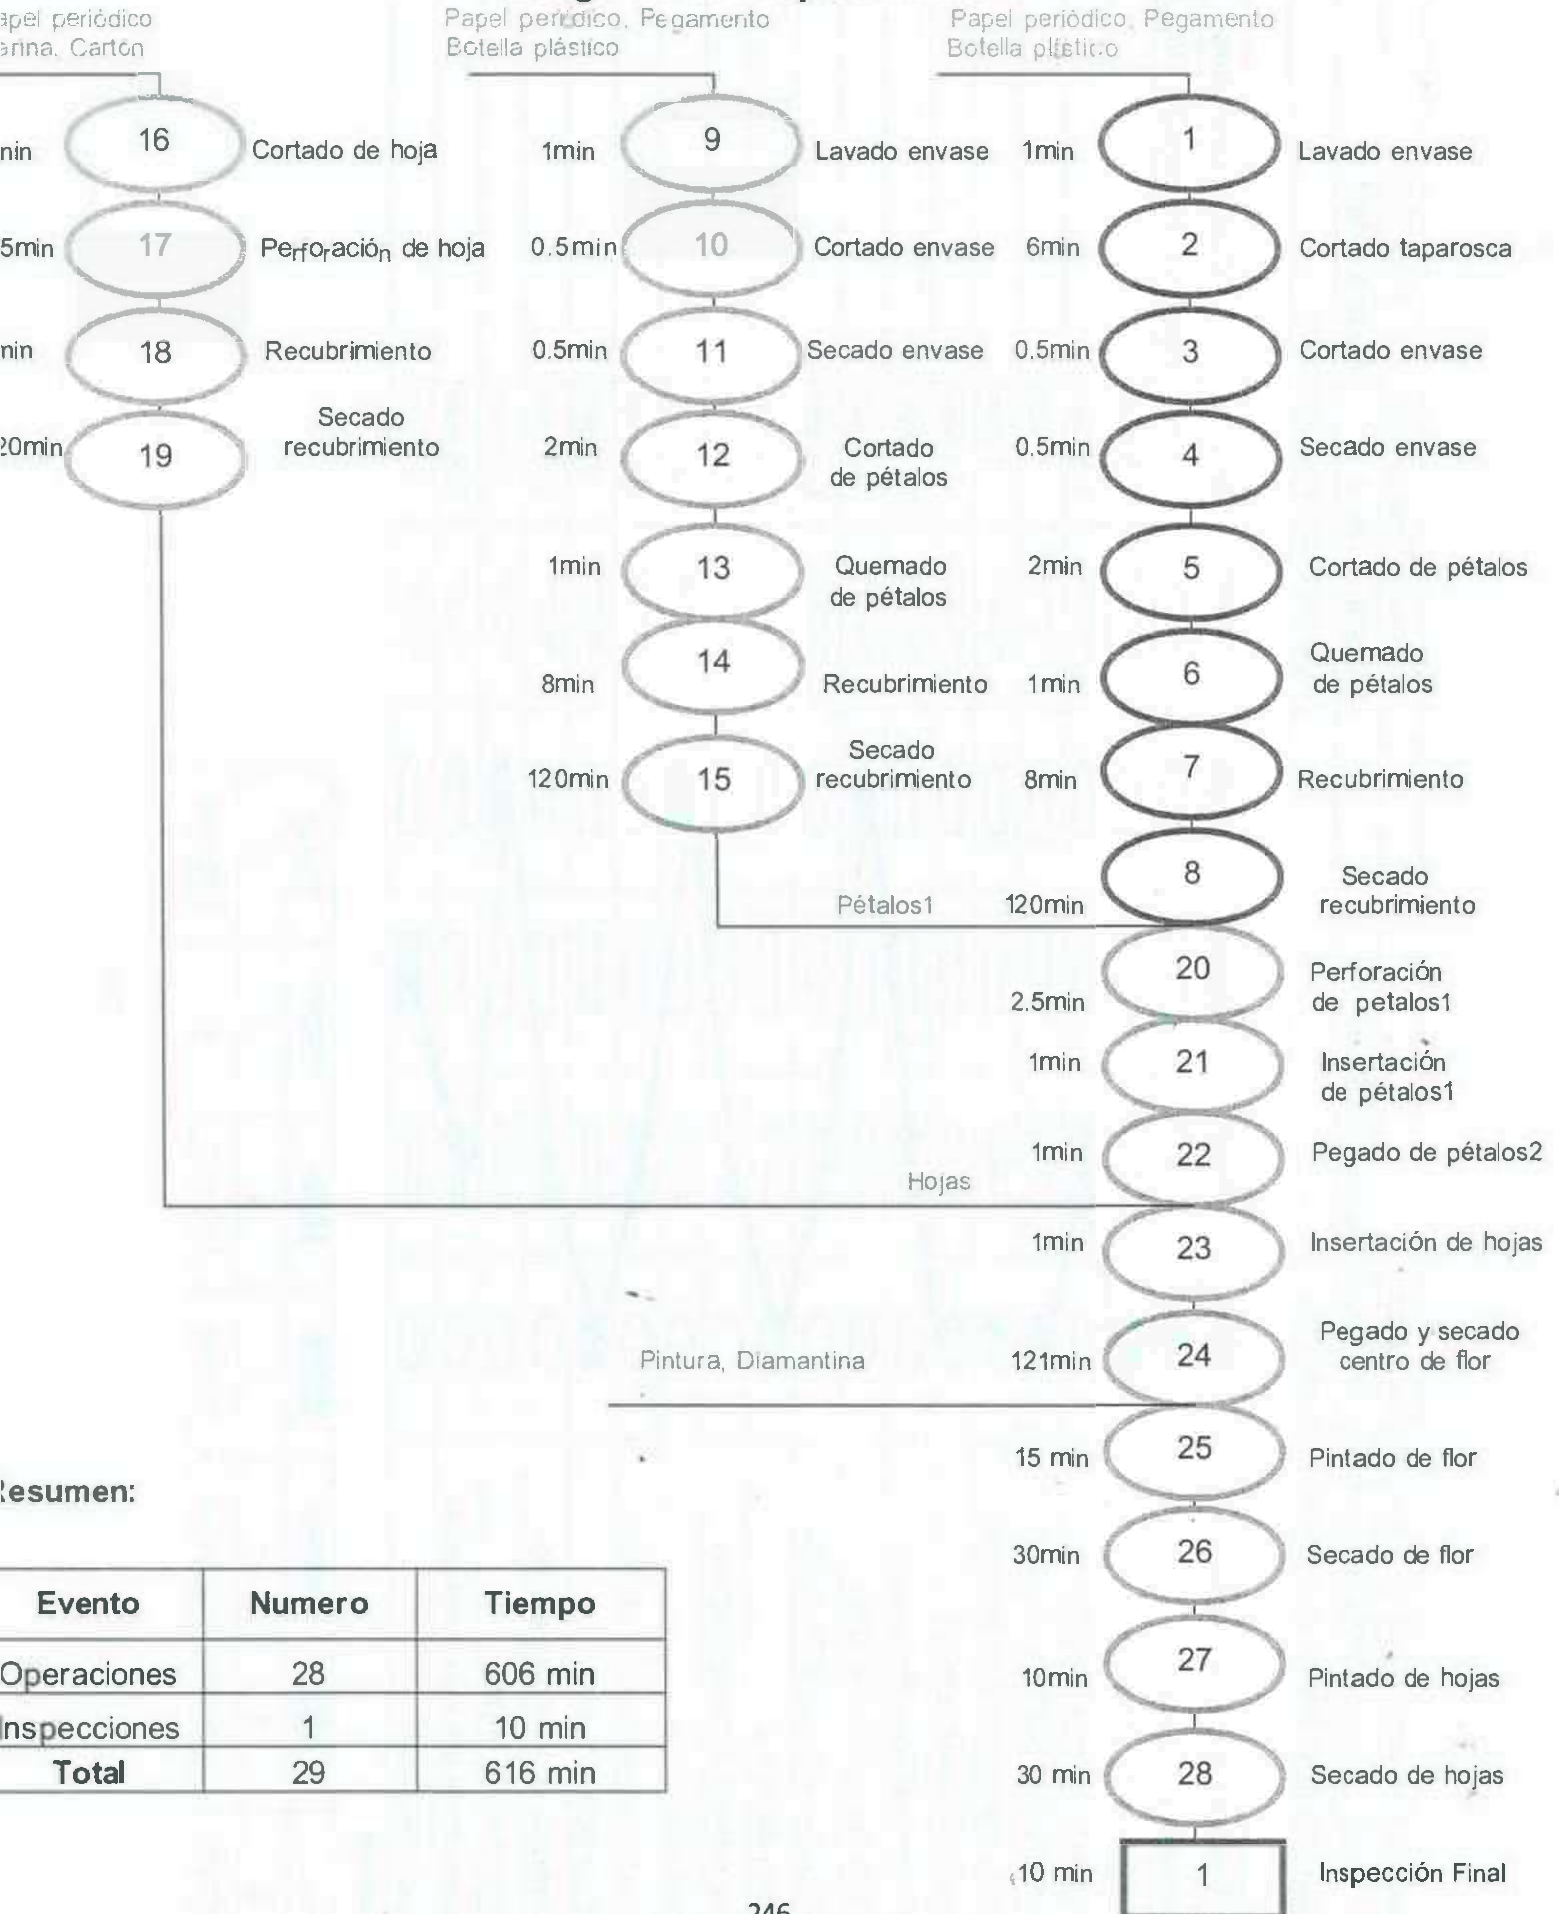 Papel periódico, Pegamento
Botella plástico
Papel periódico, Pegamento
Botella plástico
Cartón
16
Cortado de hoja
17
Perforación de hoja
18
Recubrimiento
19
Secado
recubrimiento
1min
9
Lavado envase
0.5min
10
Cortado envase
0.5min
11
Secado envase
2min
12
Cortado
de pétalos
1min
13
Quemado
de pétalos
8min
14
Recubrimiento
120min
15
Secado
recubrimiento
Pétalos1
1min
1
Lavado envase
6min
2
Cortado taparosca
0.5min
3
Cortado envase
0.5min
4
Secado envase
2min
5
Cortado de pétalos
1min
6
Quemado
de pétalos
8min
7
Recubrimiento
120min
8
Secado
recubrimiento
2.5min
20
Perforación
de petalos1
1min
21
Insertación
de pétalos1
1min
22
Pegado de pétalos2
Hojas
1min
23
Insertación de hojas
121min
24
Pegado y secado
centro de flor
Pintura, Diamantina
15 min
25
Pintado de flor
30min
26
Secado de flor
10min
27
Pintado de hojas
30 min
28
Secado de hojas
10 min
1
Inspección Final
esumen:
Evento Numero Tiempo
Operaciones 28 606 min
Inspecciones 1 10 min
Total 29 616 min
246